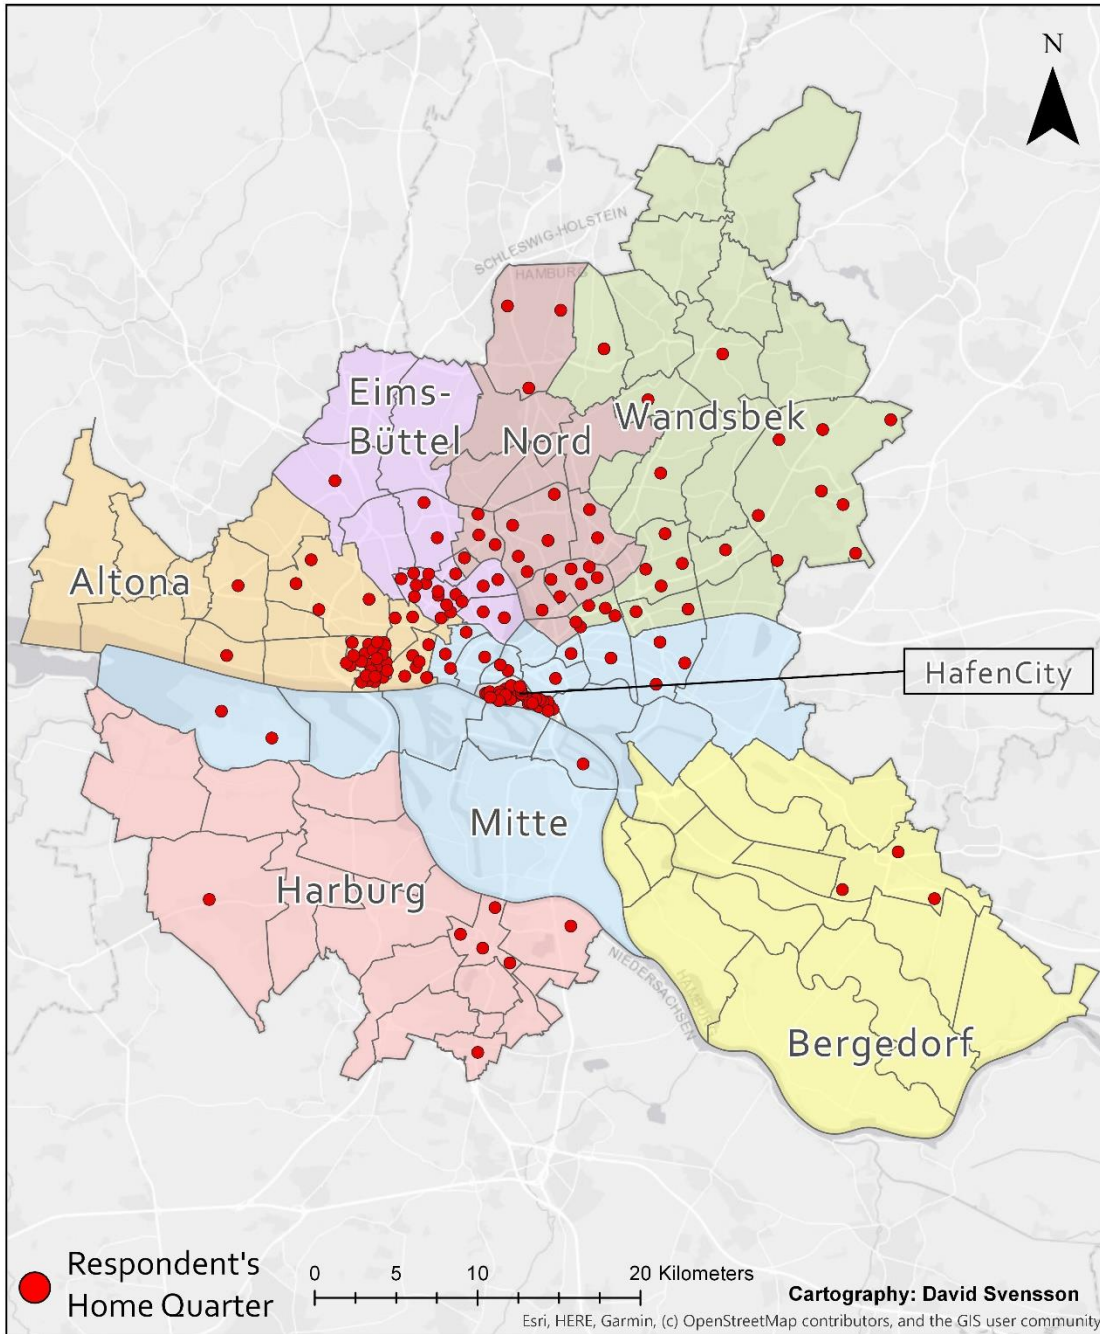 N
SCHLESWIG-HOLSTEIN
HAMBURG
Eims-
Büttel
Nord
Wandsbek
Altona
HafenCity
Mitte
Harburg
NIEDERSACHSEN
HAMBURG
Bergedorf
Respondent's
Home Quarter
0 5 10 20 Kilometers
Cartography: David Svensson
Esri, HERE, Garmin, (c) OpenStreetMap contributors, and the GIS user community